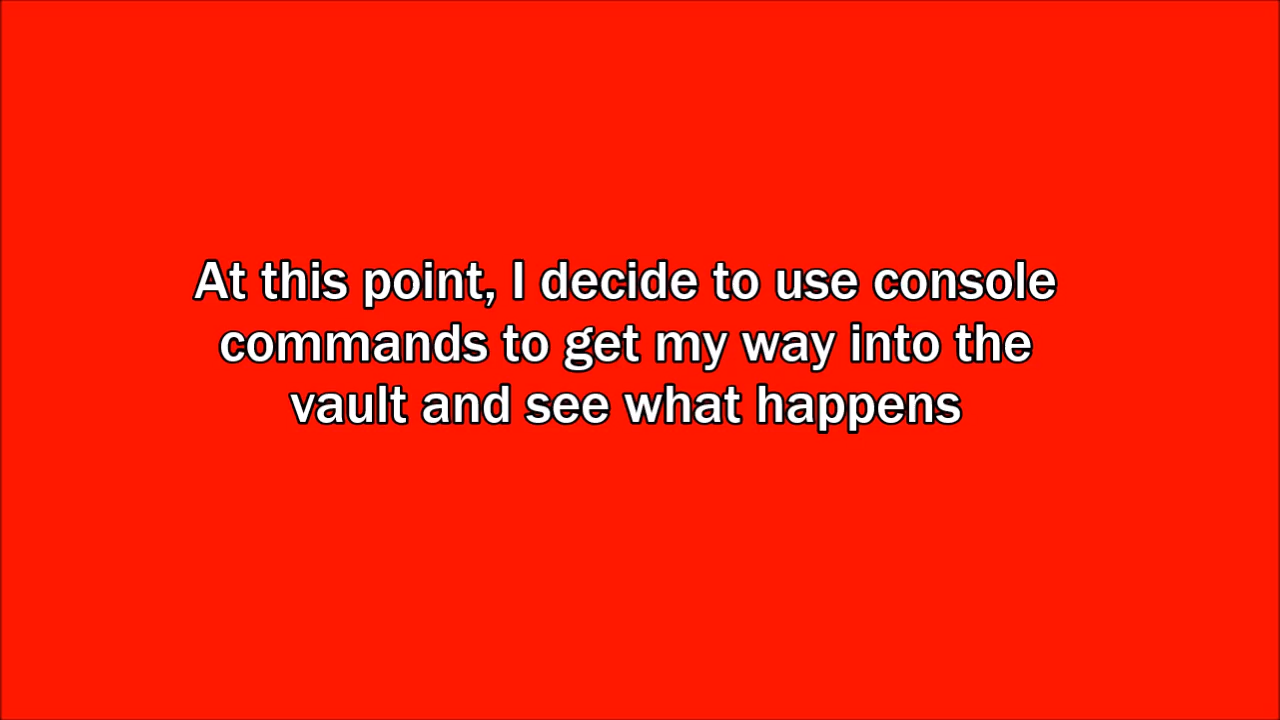 At this point, I decide to use console
commands to get my way into the
vault and see what happens